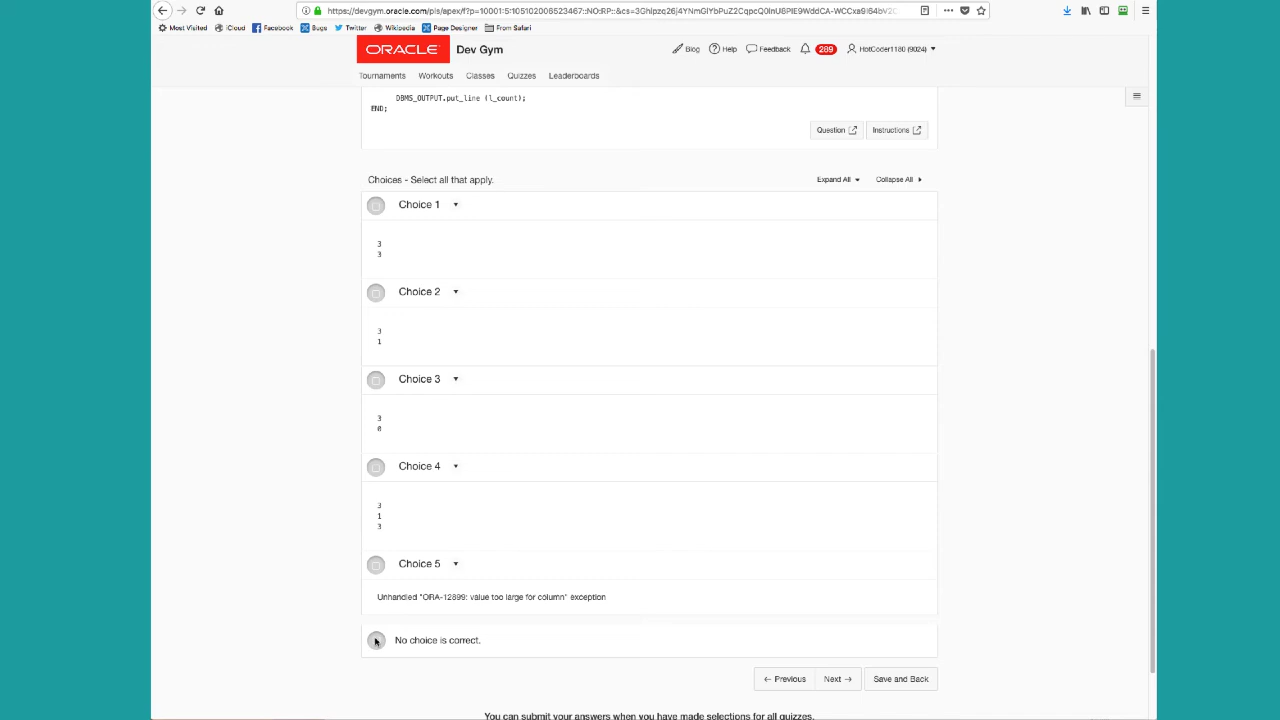 https://devgym.oracle.com/pls/apex/f?p=10001:5:105102006523467::NO:RP::&cs=
Most Visited iCloud Facebook Bugs Twitter Wikipedia Page Designer From Safari
ORACLE Dev Gym Blog Help Feedback 289 HotCoder1180 (9024)
Tournaments Workouts Classes Quizzes Leaderboards
DBMS_OUTPUT.put_line (l_count);
END;
Question Instructions
Choices - Select all that apply. Expand All Collapse All
Choice 1
3
3
Choice 2
3
1
Choice 3
3
0
Choice 4
3
1
3
Choice 5
Unhandled "ORA-12899: value too large for column" exception
No choice is correct.
← Previous Next → Save and Back
You can submit your answers when you have made selections for all quizzes.